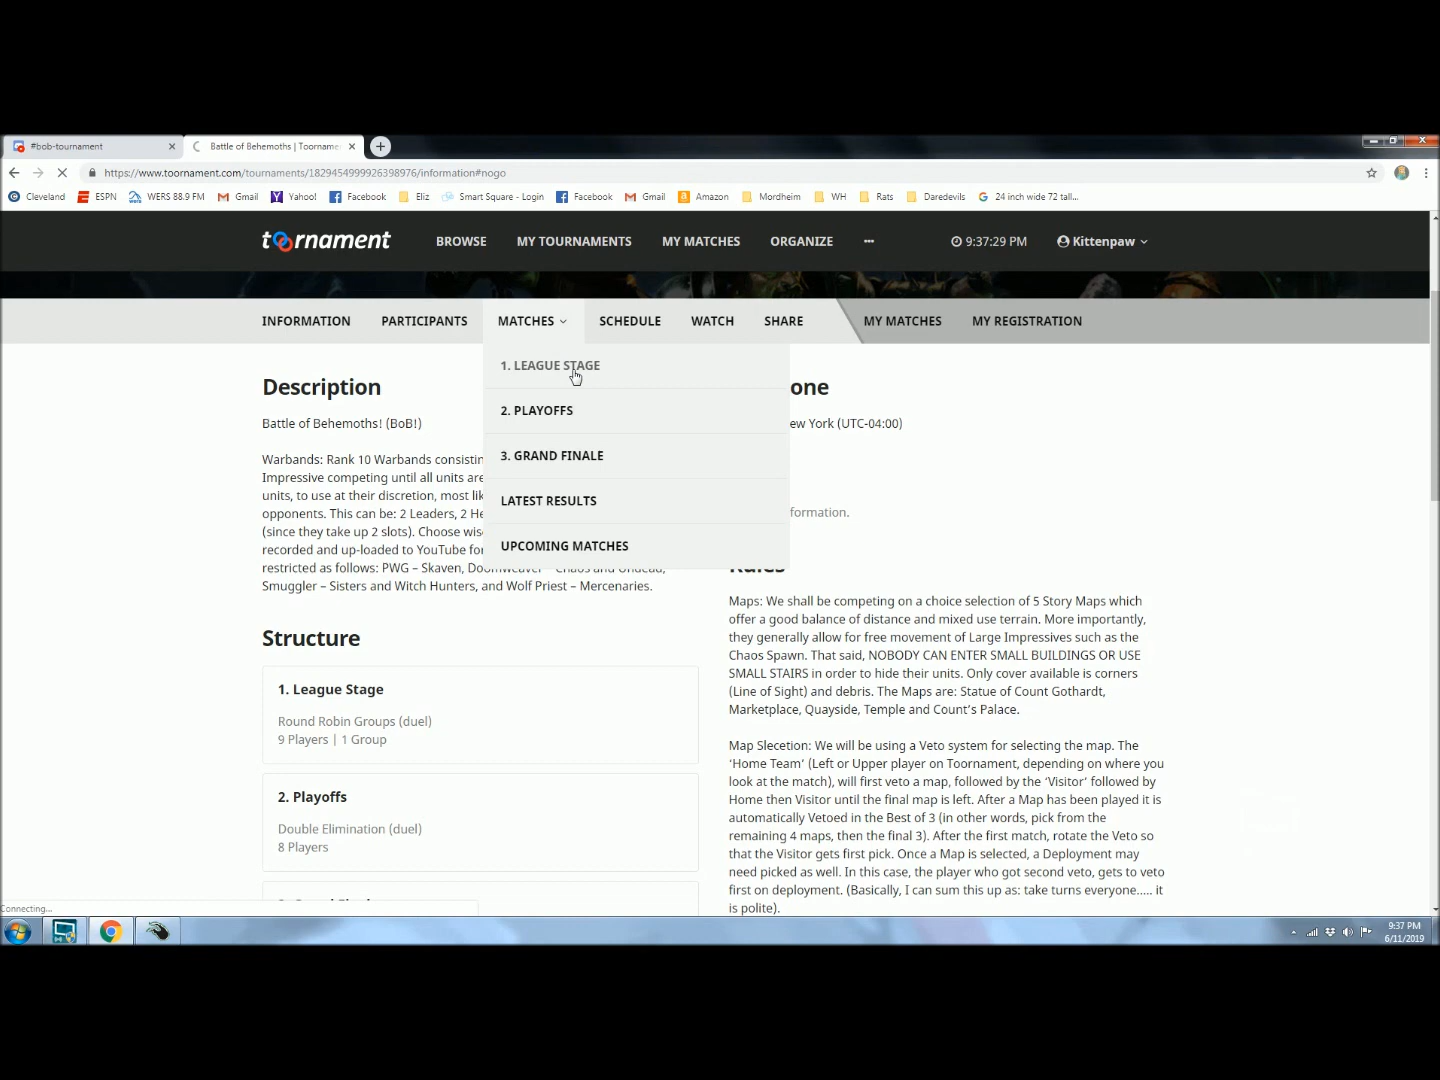 #bob-tournament
Battle of Behemoths | Toorname
https://www.toornament.com/tournaments/1829454999926398976/information#nogo
Cleveland ESPN WERS 88.9 FM Gmail Yahoo! Facebook Eliz Smart Square - Login Facebook Gmail Amazon Mordheim WH Rats Daredevils 24 inch wide 72 tall...
toornament BROWSE MY TOURNAMENTS MY MATCHES ORGANIZE ••• 9:37:29 PM Kittenpaw
INFORMATION PARTICIPANTS MATCHES SCHEDULE WATCH SHARE MY MATCHES MY REGISTRATION
1. LEAGUE STAGE
2. PLAYOFFS
3. GRAND FINALE
LATEST RESULTS
UPCOMING MATCHES
Description
Battle of Behemoths! (BoB!)
Warbands: Rank 10 Warbands consistin
Impressive competing until all units are
units, to use at their discretion, most lik
opponents. This can be: 2 Leaders, 2 He
(since they take up 2 slots). Choose wis
recorded and up-loaded to YouTube for
restricted as follows: PWG – Skaven, Doomweaver – Chaos and Undead,
Smuggler – Sisters and Witch Hunters, and Wolf Priest – Mercenaries.
Structure
1. League Stage
Round Robin Groups (duel)
9 Players | 1 Group
2. Playoffs
Double Elimination (duel)
8 Players
one
ew York (UTC-04:00)
formation.
Rules
Maps: We shall be competing on a choice selection of 5 Story Maps which
offer a good balance of distance and mixed use terrain. More importantly,
they generally allow for free movement of Large Impressives such as the
Chaos Spawn. That said, NOBODY CAN ENTER SMALL BUILDINGS OR USE
SMALL STAIRS in order to hide their units. Only cover available is corners
(Line of Sight) and debris. The Maps are: Statue of Count Gothardt,
Marketplace, Quayside, Temple and Count's Palace.
Map Slecetion: We will be using a Veto system for selecting the map. The
'Home Team' (Left or Upper player on Toornament, depending on where you
look at the match), will first veto a map, followed by the 'Visitor' followed by
Home then Visitor until the final map is left. After a Map has been played it is
automatically Vetoed in the Best of 3 (in other words, pick from the
remaining 4 maps, then the final 3). After the first match, rotate the Veto so
that the Visitor gets first pick. Once a Map is selected, a Deployment may
need picked as well. In this case, the player who got second veto, gets to veto
first on deployment. (Basically, I can sum this up as: take turns everyone..... it
is polite).
Connecting...
9:37 PM
6/11/2019